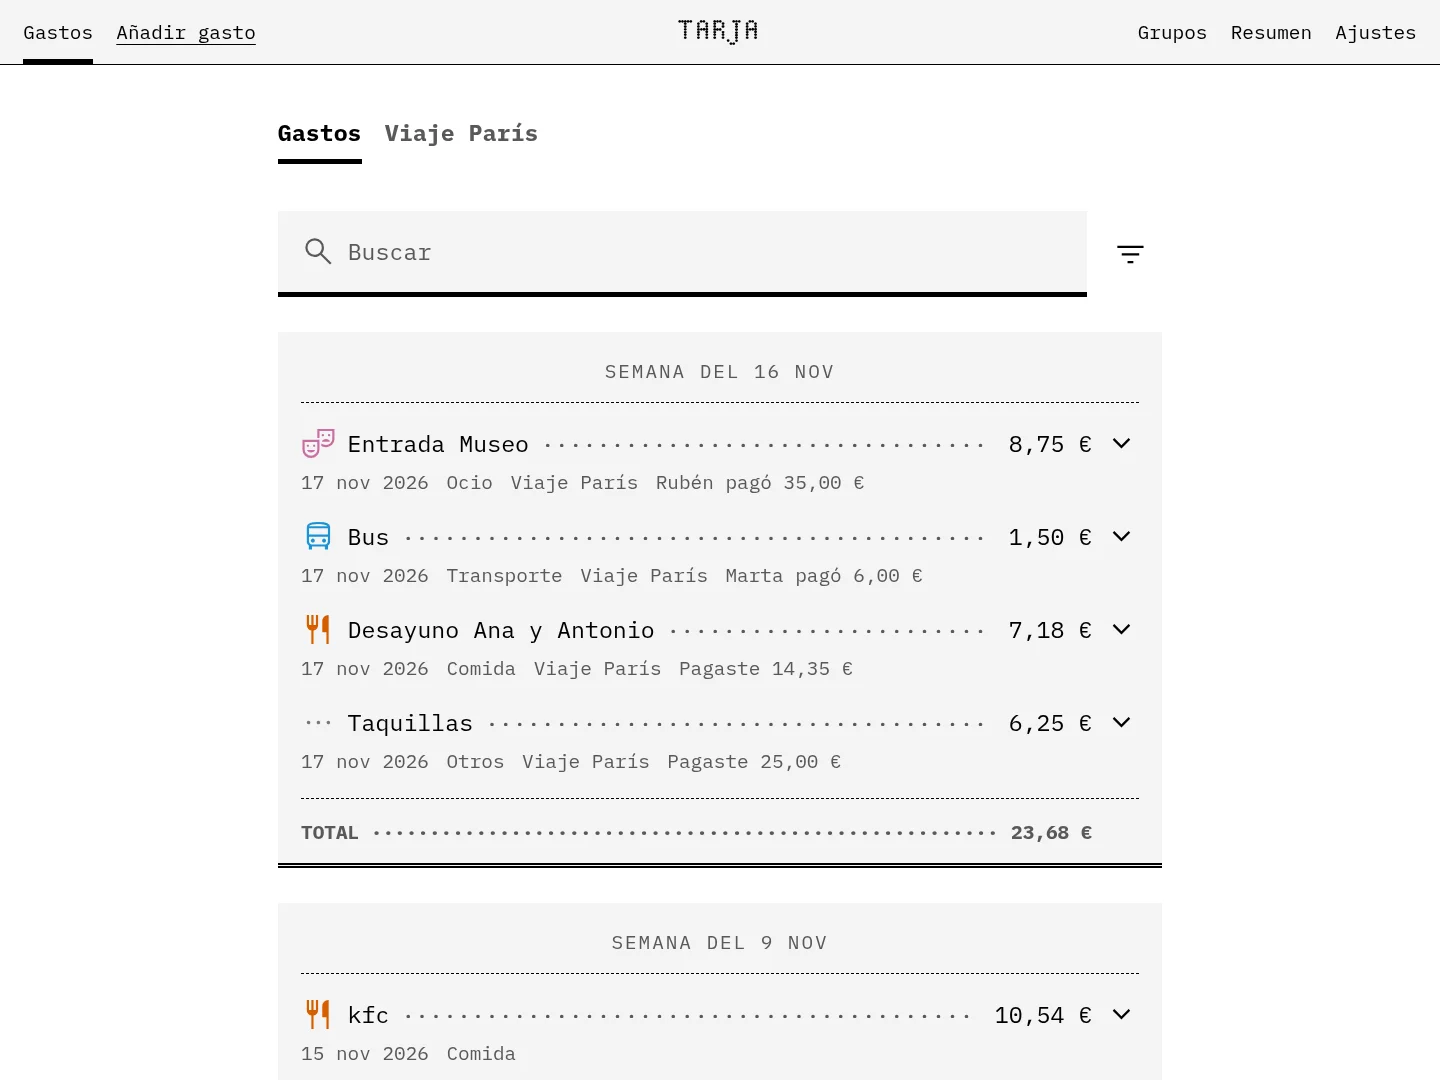 Gastos Añadir gasto TARJA Grupos Resumen Ajustes
Gastos Viaje París
Buscar
SEMANA DEL 16 NOV
Entrada Museo 8,75 €
17 nov 2026 Ocio Viaje París Rubén pagó 35,00 €
Bus 1,50 €
17 nov 2026 Transporte Viaje París Marta pagó 6,00 €
Desayuno Ana y Antonio 7,18 €
17 nov 2026 Comida Viaje París Pagaste 14,35 €
Taquillas 6,25 €
17 nov 2026 Otros Viaje París Pagaste 25,00 €
TOTAL 23,68 €
SEMANA DEL 9 NOV
kfc 10,54 €
15 nov 2026 Comida